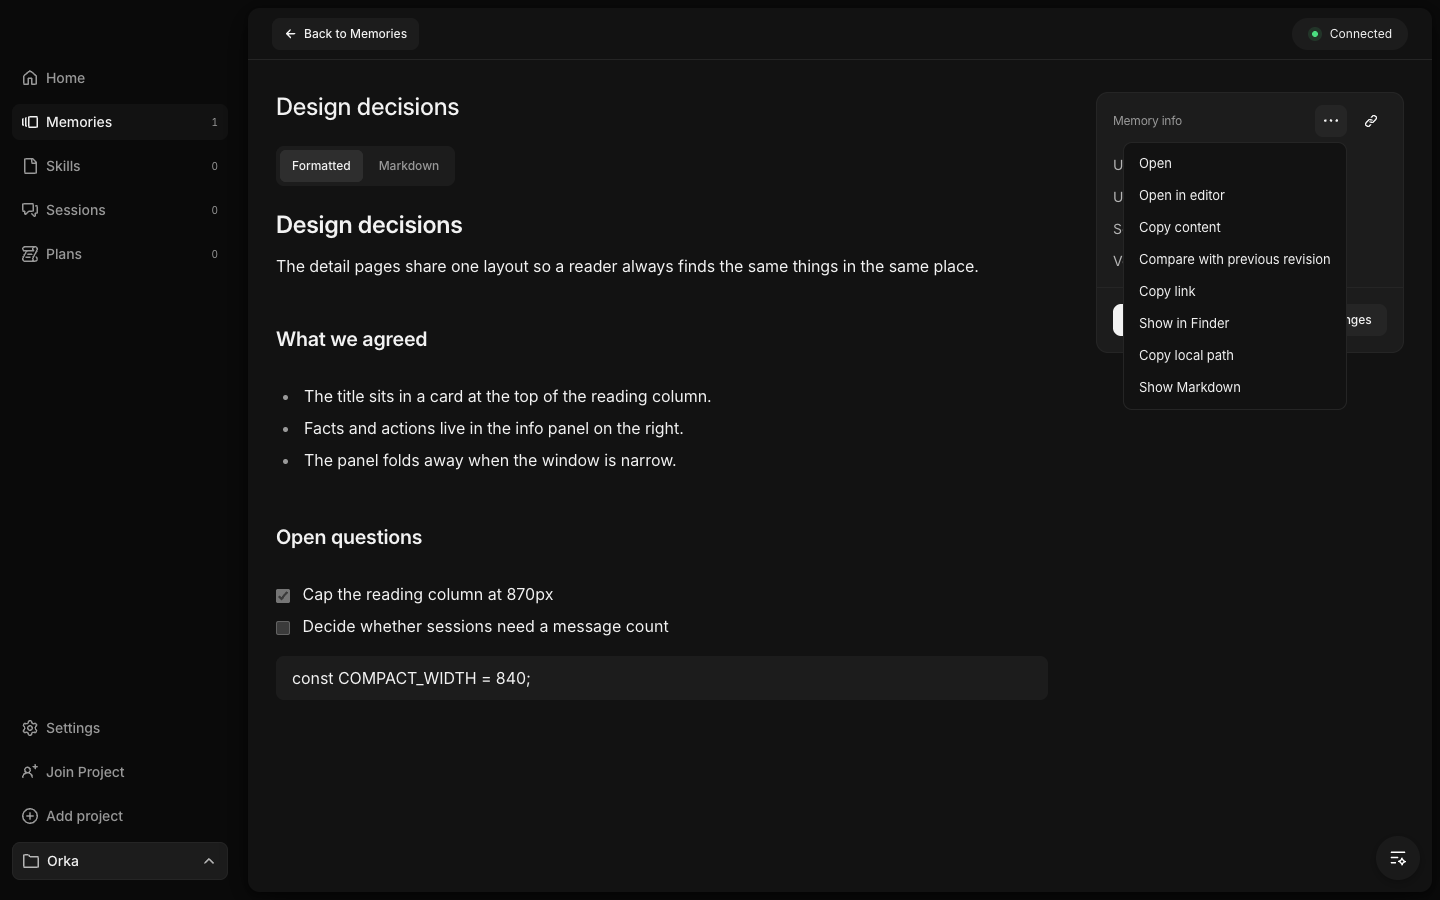 Back to Memories
Connected
Home
Memories 1
Skills 0
Sessions 0
Plans 0
Settings
Join Project
Add project
Orka
Design decisions
Formatted Markdown
Design decisions
The detail pages share one layout so a reader always finds the same things in the same place.
What we agreed
The title sits in a card at the top of the reading column.
Facts and actions live in the info panel on the right.
The panel folds away when the window is narrow.
Open questions
Cap the reading column at 870px
Decide whether sessions need a message count
const COMPACT_WIDTH = 840;
Memory info
Open
Open in editor
Copy content
Compare with previous revision
Copy link
Show in Finder
Copy local path
Show Markdown